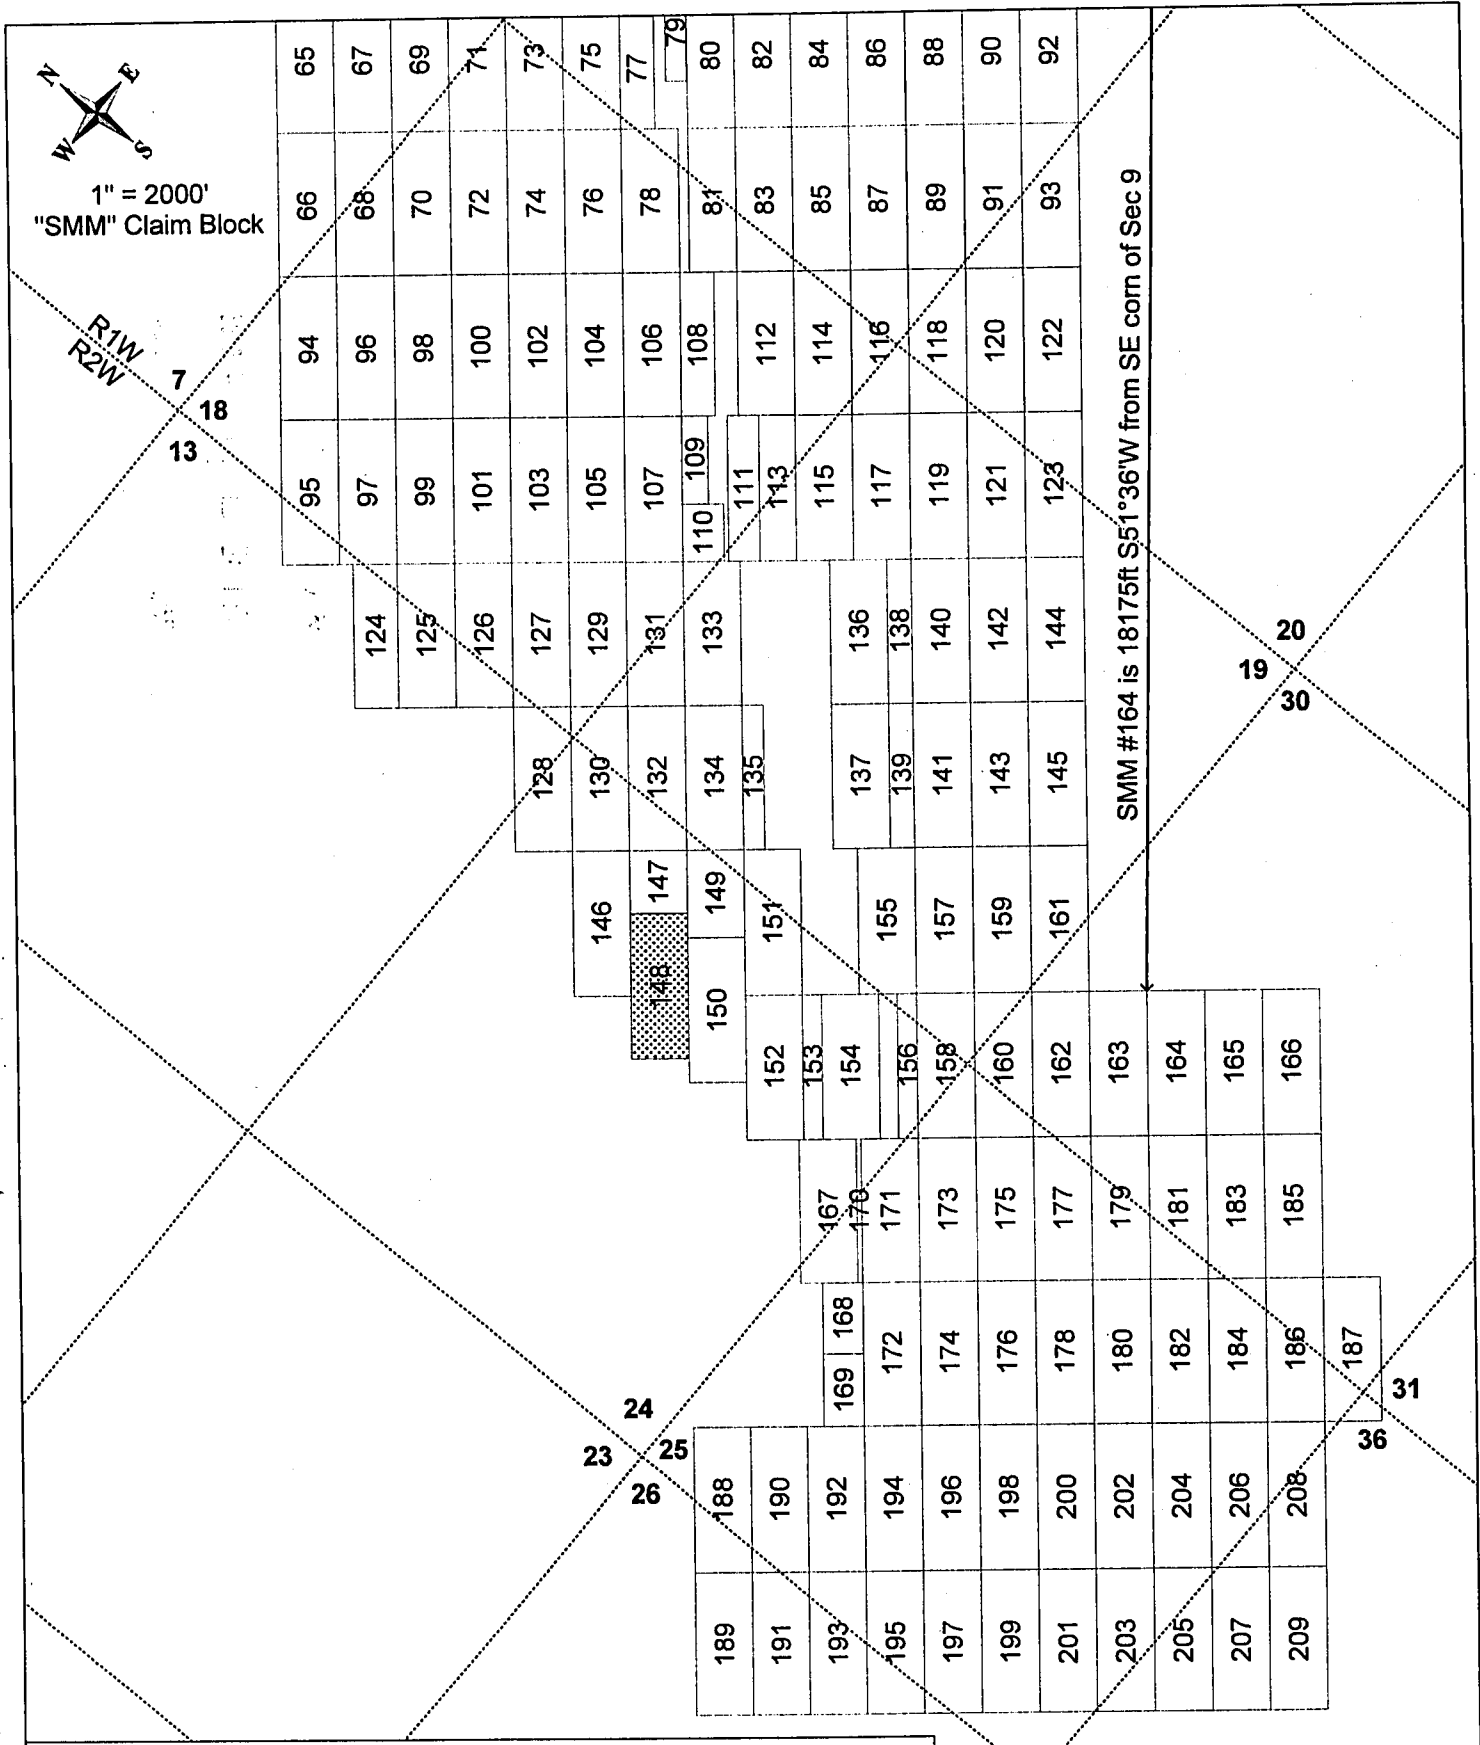 N E
W S
1" = 2000'
"SMM" Claim Block
R1W
R2W
7
18
13
65 67 69 71 73 75 77 79 80 82 84 86 88 90 92
66 68 70 72 74 76 78 81 83 85 87 89 91 93
94 96 98 100 102 104 106 108 112 114 116 118 120 122
95 97 99 101 103 105 107 109 110 111 113 115 117 119 121 123
124 125 126 127 129 131 133 136 138 140 142 144
128 130 132 134 135 137 139 141 143 145
146 147 148 149 150 151 155 157 159 161
152 153 154 156 158 160 162 163 164 165 166
167 170 171 173 175 177 179 181 183 185
168 169 172 174 176 178 180 182 184 186 187
188 190 192 194 196 198 200 202 204 206 208
189 191 193 195 197 199 201 203 205 207 209
SMM #164 is 18175ft S51°36'W from SE corn of Sec 9
20
19
30
24
23 25
26
31
36